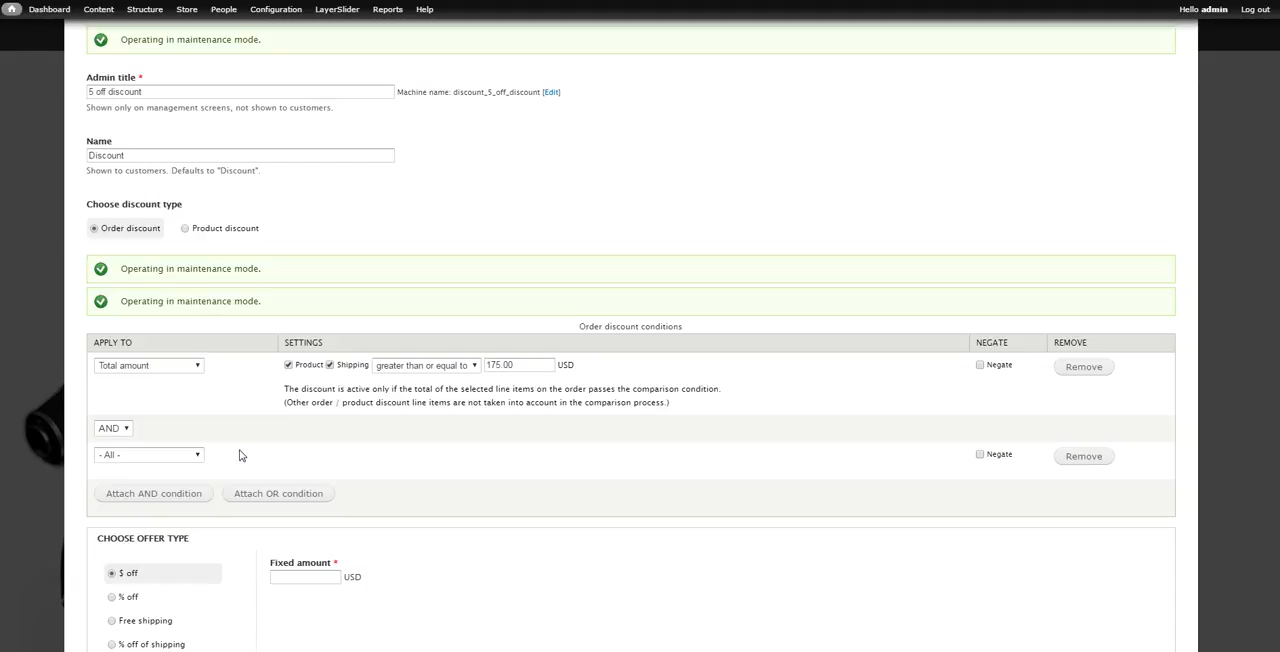 Dashboard Content Structure Store People Configuration LayerSlider Reports Help Hello admin Log out
Operating in maintenance mode.
Admin title *
5 off discount Machine name: discount_5_off_discount [Edit]
Shown only on management screens, not shown to customers.
Name
Discount
Shown to customers. Defaults to "Discount".
Choose discount type
Order discount Product discount
Operating in maintenance mode.
Operating in maintenance mode.
Order discount conditions
APPLY TO SETTINGS NEGATE REMOVE
Total amount Product Shipping greater than or equal to 175.00 USD Negate Remove
The discount is active only if the total of the selected line items on the order passes the comparison condition.
(Other order / product discount line items are not taken into account in the comparison process.)
AND
- All - Negate Remove
Attach AND condition Attach OR condition
CHOOSE OFFER TYPE
Fixed amount *
$ off
USD
% off
Free shipping
% off of shipping